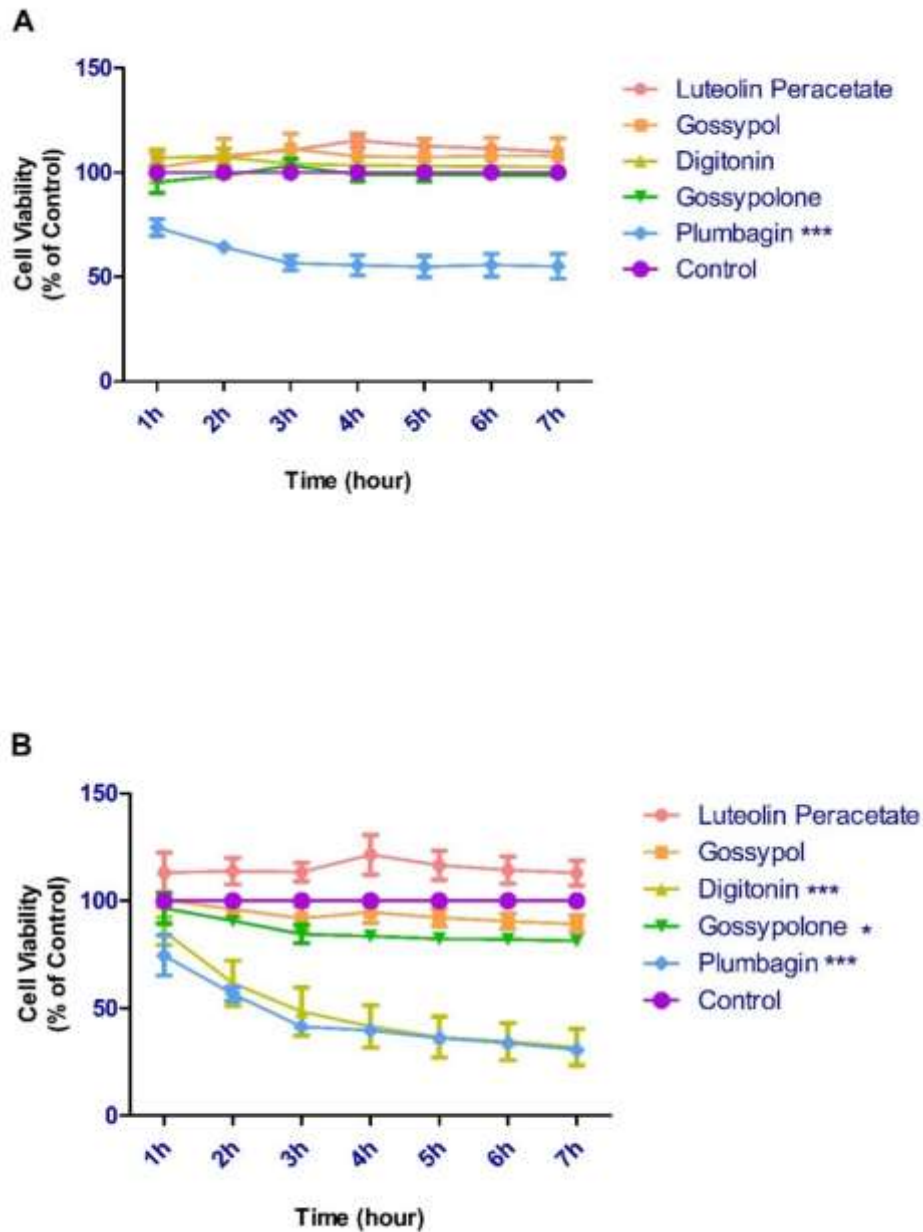 A
150
100
50
0
Cell Viability
(% of Control)
1h
2h
3h
4h
5h
6h
7h
Time (hour)
Luteolin Peracetate
Gossypol
Digitonin
Gossypolone
Plumbagin ***
Control
B
150
100
50
0
Cell Viability
(% of Control)
1h
2h
3h
4h
5h
6h
7h
Time (hour)
Luteolin Peracetate
Gossypol
Digitonin ***
Gossypolone *
Plumbagin ***
Control